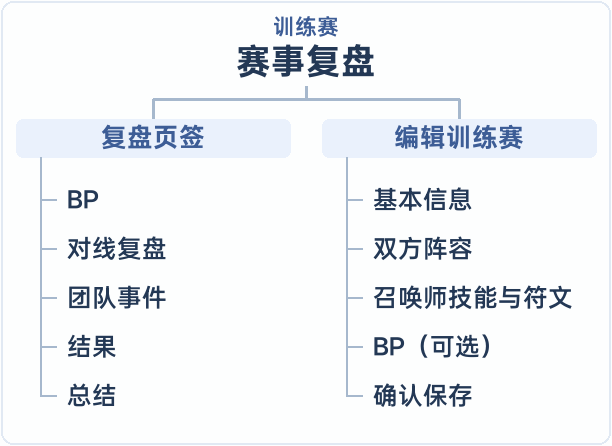 训练赛
赛事复盘
复盘页签
BP
对线复盘
团队事件
结果
总结
编辑训练赛
基本信息
双方阵容
召唤师技能与符文
BP（可选）
确认保存